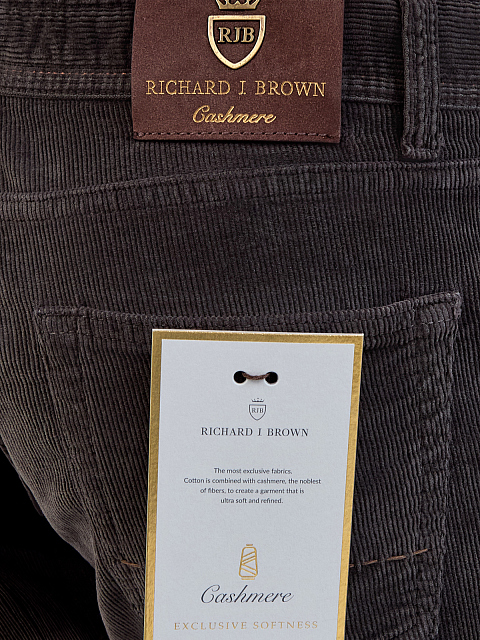 RJB
RICHARD J BROWN
Cashmere
RJB
RICHARD J BROWN
The most exclusive fabrics.
Cotton is combined with cashmere, the noblest
of fibers, to create a garment that is
ultra soft and refined.
Cashmere
EXCLUSIVE SOFTNESS